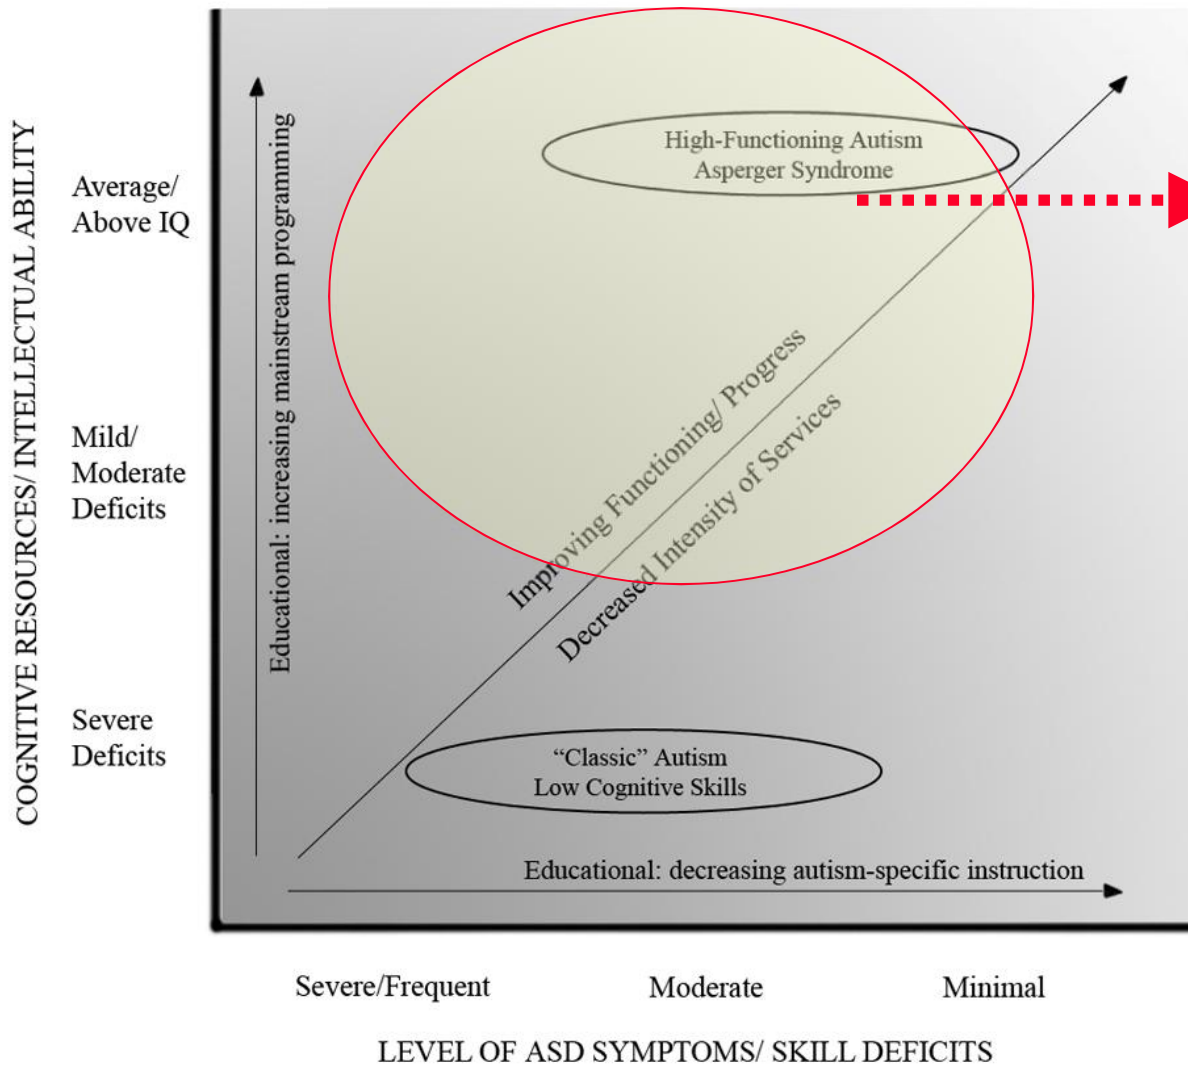 COGNITIVE RESOURCES/ INTELLECTUAL ABILITY
Average/
Above IQ
Mild/
Moderate
Deficits
Severe
Deficits
Educational: increasing mainstream programming
High-Functioning Autism
Asperger Syndrome
Improving Functioning/ Progress
Decreased Intensity of Services
“Classic” Autism
Low Cognitive Skills
Educational: decreasing autism-specific instruction
Severe/Frequent
Moderate
Minimal
LEVEL OF ASD SYMPTOMS/ SKILL DEFICITS